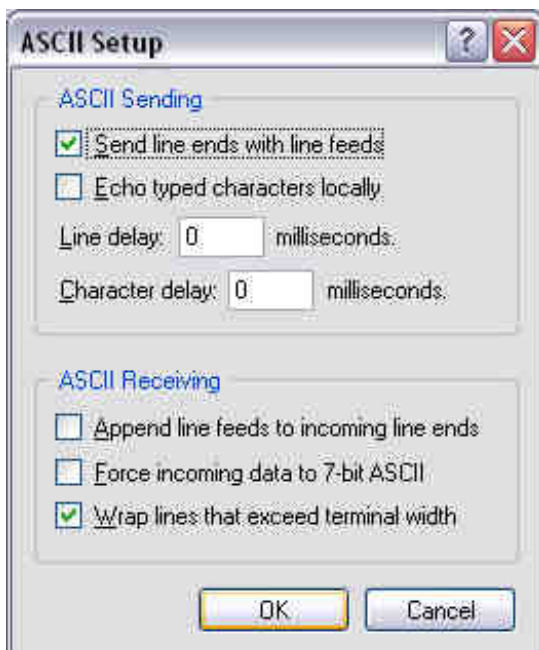 ASCII Setup
ASCII Sending
Send line ends with line feeds
Echo typed characters locally
Line delay: 0 milliseconds.
Character delay: 0 milliseconds.
ASCII Receiving
Append line feeds to incoming line ends
Force incoming data to 7-bit ASCII
Wrap lines that exceed terminal width
OK Cancel